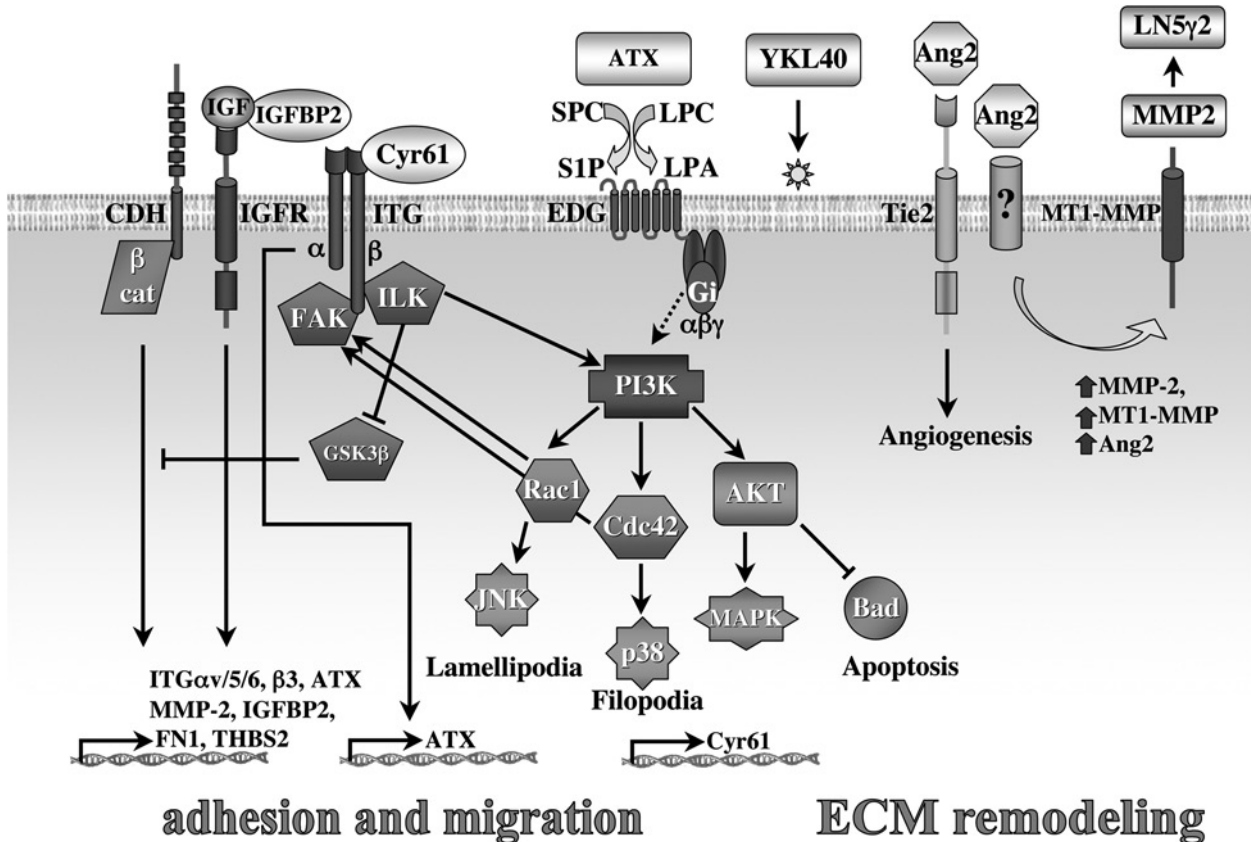 LN5γ2
ATX
YKL40
Ang2
IGF
IGFBP2
SPC
LPC
Ang2
MMP2
Cyr61
S1P
LPA
CDH
IGFR
ITG
EDG
Tie2
?
MT1-MMP
α
β
β
cat
FAK
ILK
Gi
αβγ
PI3K
MMP-2,
MT1-MMP
Ang2
Angiogenesis
GSK3β
Rac1
Cdc42
AKT
JNK
p38
MAPK
Bad
Lamellipodia
Filopodia
Apoptosis
ITGαv/5/6, β3, ATX
MMP-2, IGFBP2,
FN1, THBS2
ATX
Cyr61
adhesion and migration
ECM remodeling